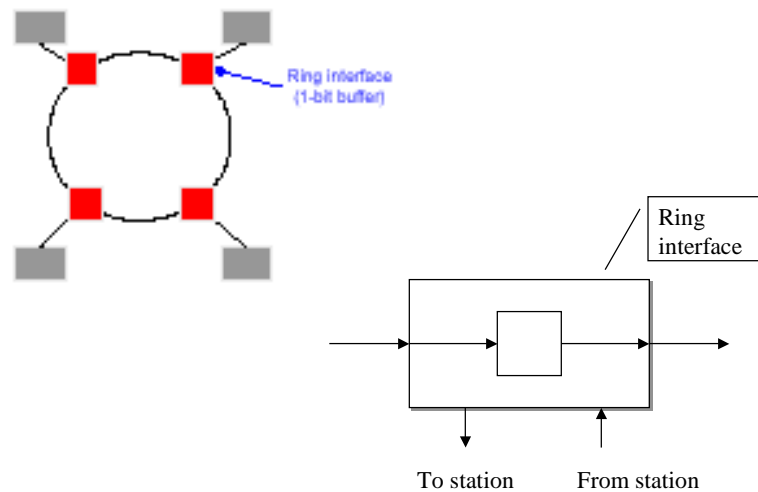 Ring interface
(1-bit buffer)
Ring
interface
To station
From station